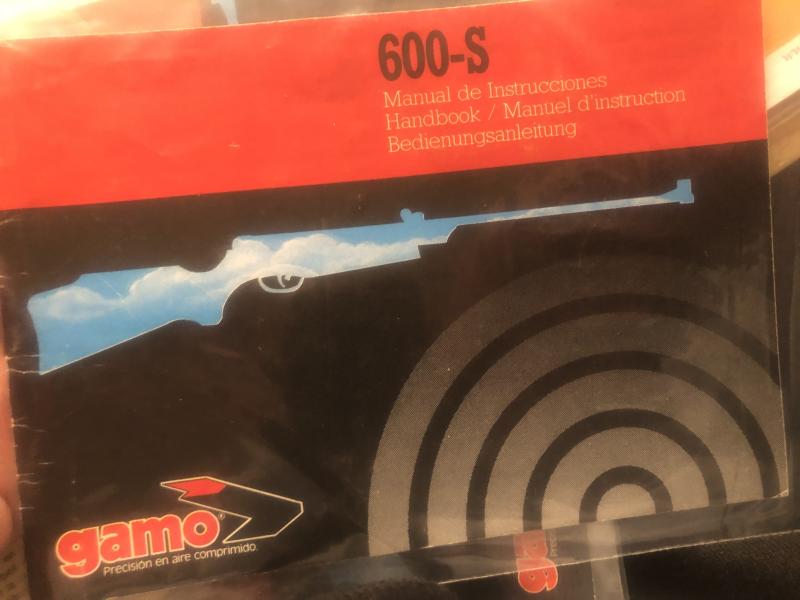 600-S
Manual de Instrucciones
Handbook / Manuel d'instruction
Bedienungsanleitung
gamo®
Precisión en aire comprimido.